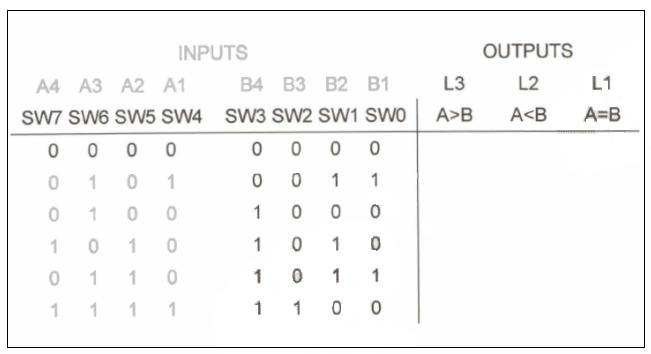 INPUTS OUTPUTS
A4 A3 A2 A1 B4 B3 B2 B1 L3 L2 L1
SW7 SW6 SW5 SW4 SW3 SW2 SW1 SW0 A>B A<B A=B
0 0 0 0 0 0 0 0
0 1 0 1 0 0 1 1
0 1 0 0 1 0 0 0
1 0 1 0 1 0 1 0
0 1 1 0 1 0 1 1
1 1 1 1 1 1 0 0